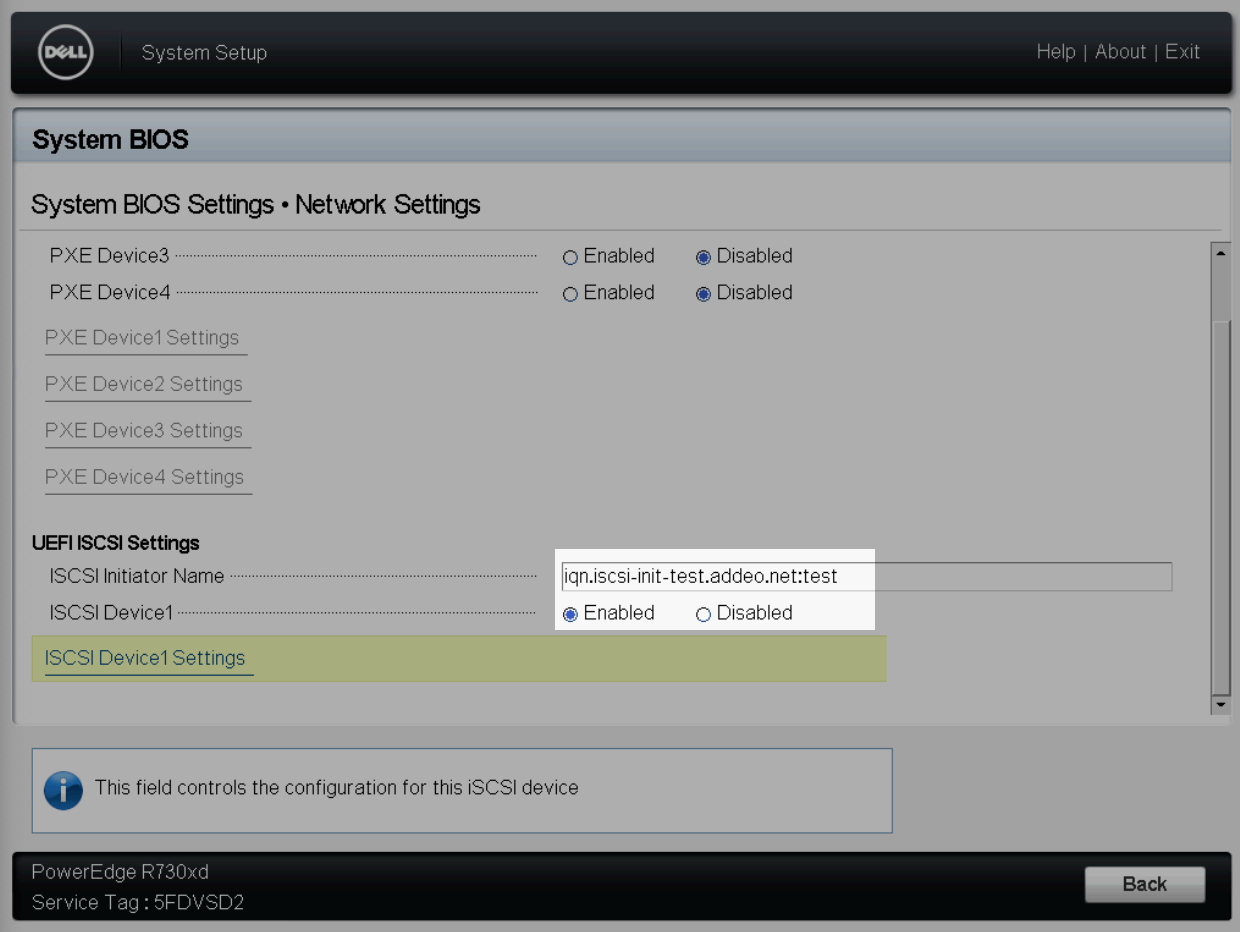 DELL System Setup Help | About | Exit
System BIOS
System BIOS Settings • Network Settings
PXE Device3 Enabled Disabled
PXE Device4 Enabled Disabled
PXE Device1 Settings
PXE Device2 Settings
PXE Device3 Settings
PXE Device4 Settings
UEFI ISCSI Settings
ISCSI Initiator Name iqn.iscsi-init-test.addeo.net:test
ISCSI Device1 Enabled Disabled
ISCSI Device1 Settings
This field controls the configuration for this iSCSI device
PowerEdge R730xd
Service Tag : 5FDVSD2
Back